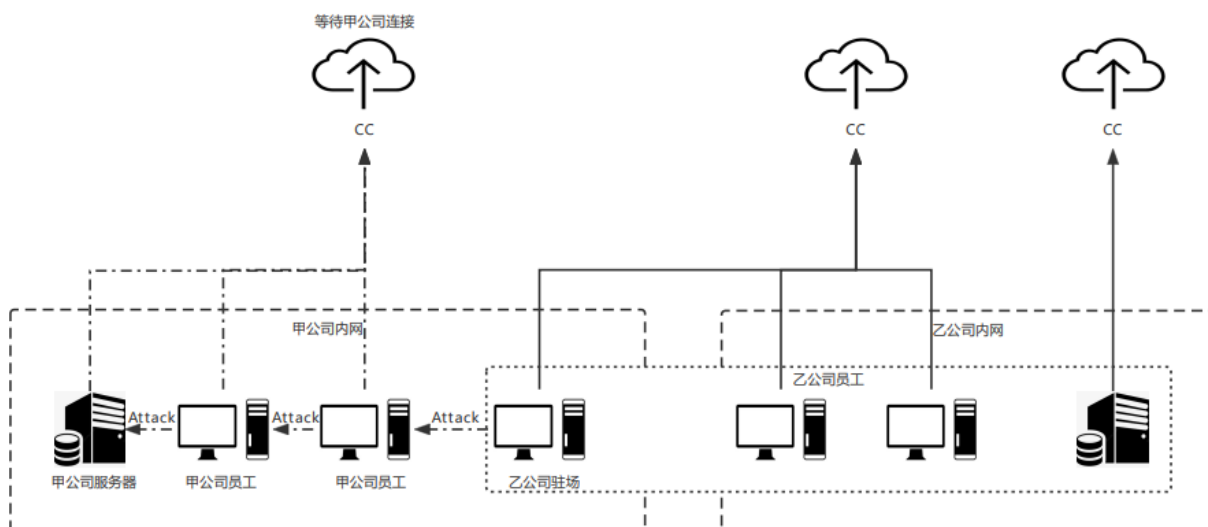 等待甲公司连接
CC
CC
CC
甲公司内网
乙公司内网
乙公司员工
Attack
Attack
Attack
甲公司服务器
甲公司员工
甲公司员工
乙公司驻场